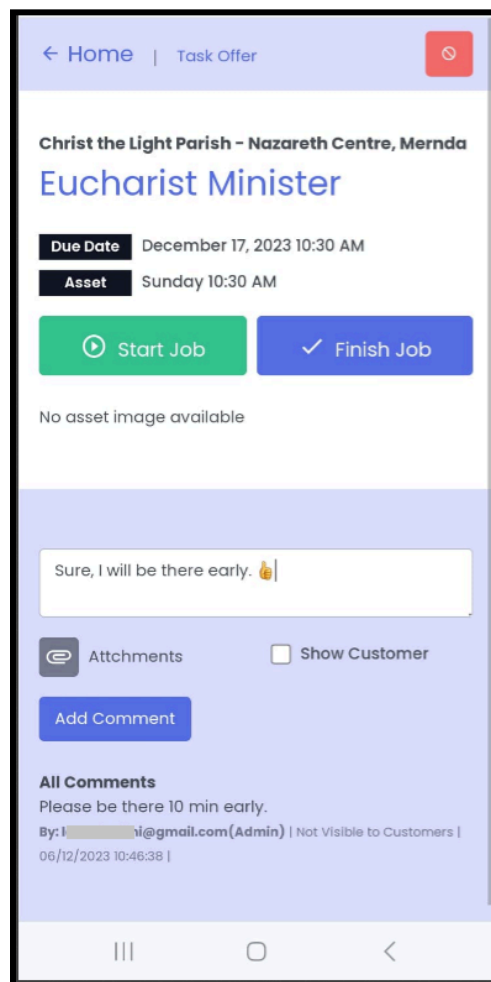 ← Home | Task Offer
Christ the Light Parish - Nazareth Centre, Mernda
Eucharist Minister
Due Date December 17, 2023 10:30 AM
Asset Sunday 10:30 AM
Start Job Finish Job
No asset image available
Sure, I will be there early. 👍
Attchments Show Customer
Add Comment
All Comments
Please be there 10 min early.
By: i@gmail.com(Admin) | Not Visible to Customers |
06/12/2023 10:46:38 |